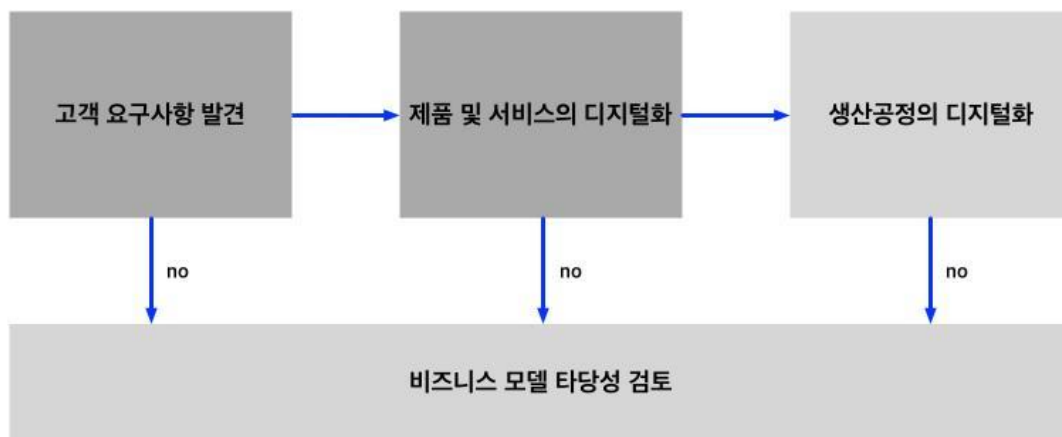 고객 요구사항 발견
제품 및 서비스의 디지털화
생산공정의 디지털화
no
no
no
비즈니스 모델 타당성 검토